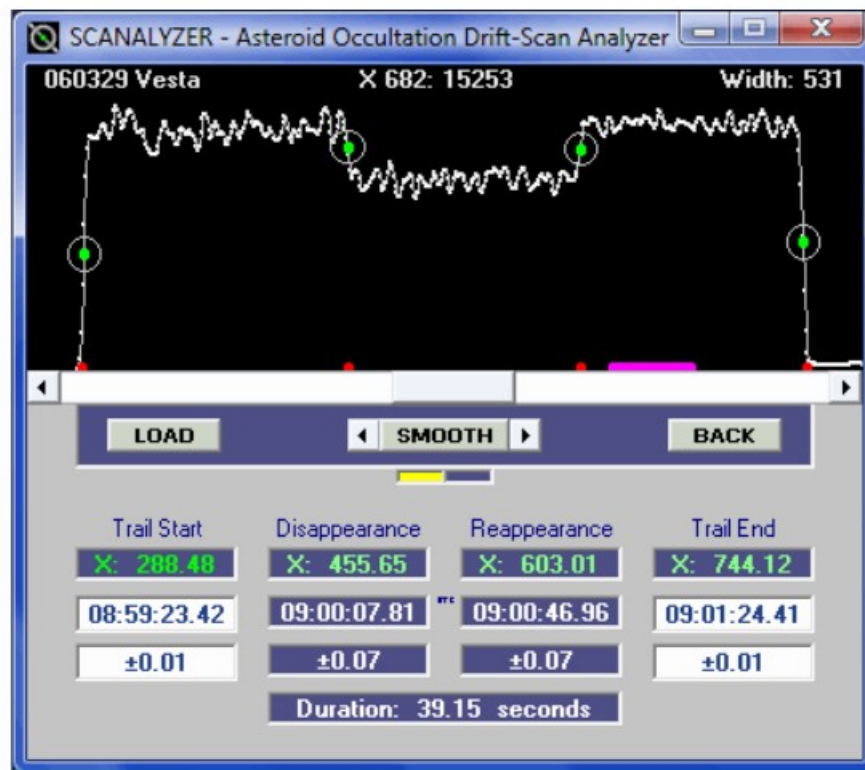 SCANALYZER - Asteroid Occultation Drift-Scan Analyzer
060329 Vesta X 682: 15253 Width: 531
LOAD SMOOTH BACK
Trail Start Disappearance Reappearance Trail End
X: 288.48 X: 455.65 X: 603.01 X: 744.12
08:59:23.42 09:00:07.81 UTC 09:00:46.96 09:01:24.41
±0.01 ±0.07 ±0.07 ±0.01
Duration: 39.15 seconds